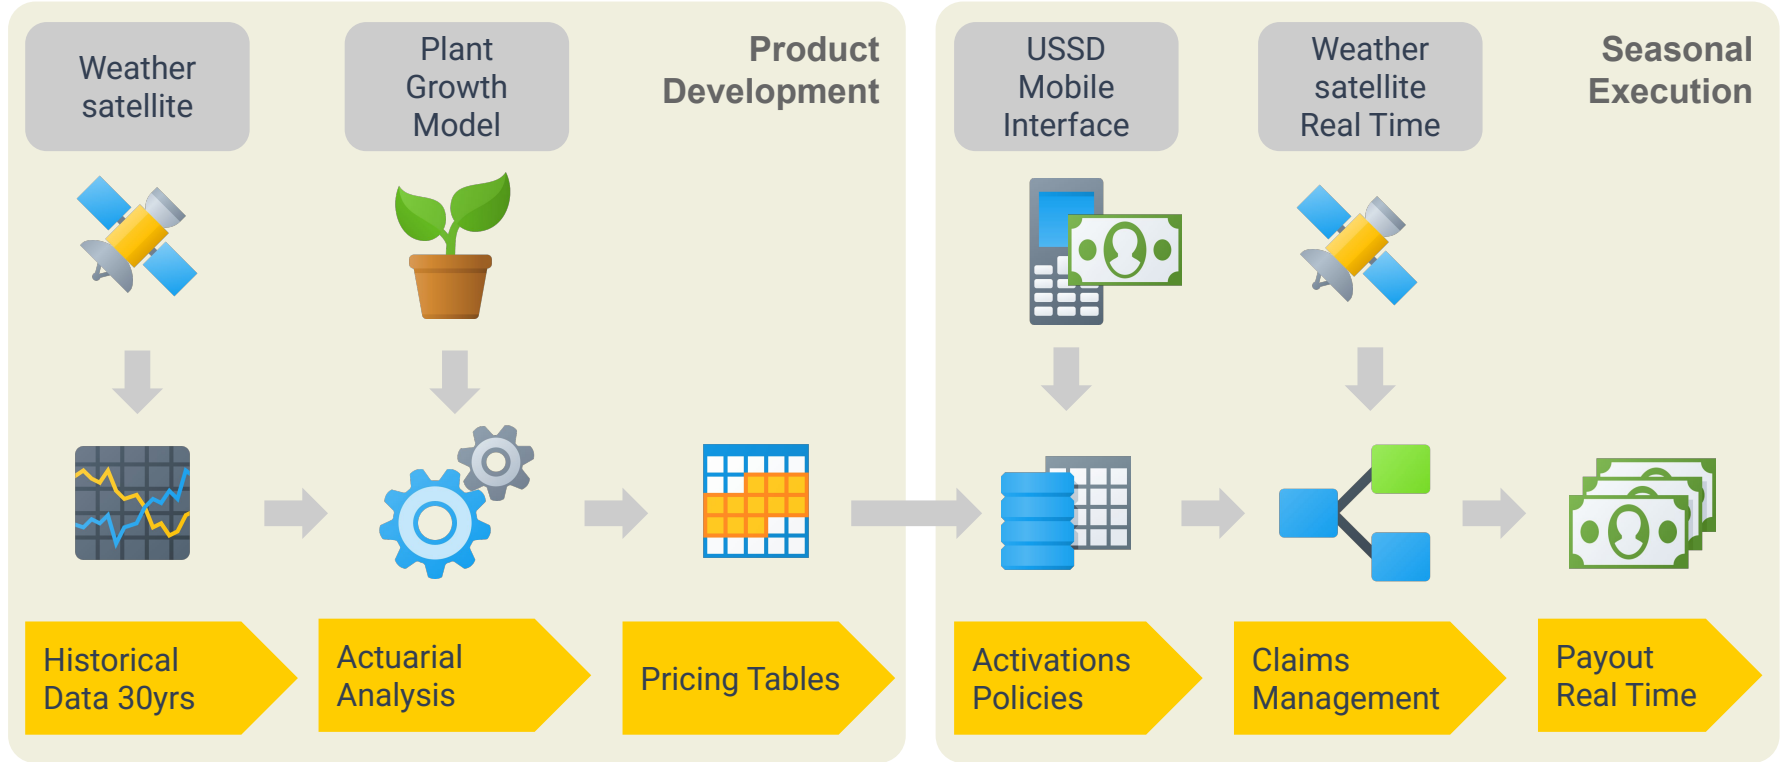 Weather
satellite
Plant
Growth
Model
Product
Development
USSD
Mobile
Interface
Weather
satellite
Real Time
Seasonal
Execution
Historical
Data 30yrs
Actuarial
Analysis
Pricing Tables
Activations
Policies
Claims
Management
Payout
Real Time